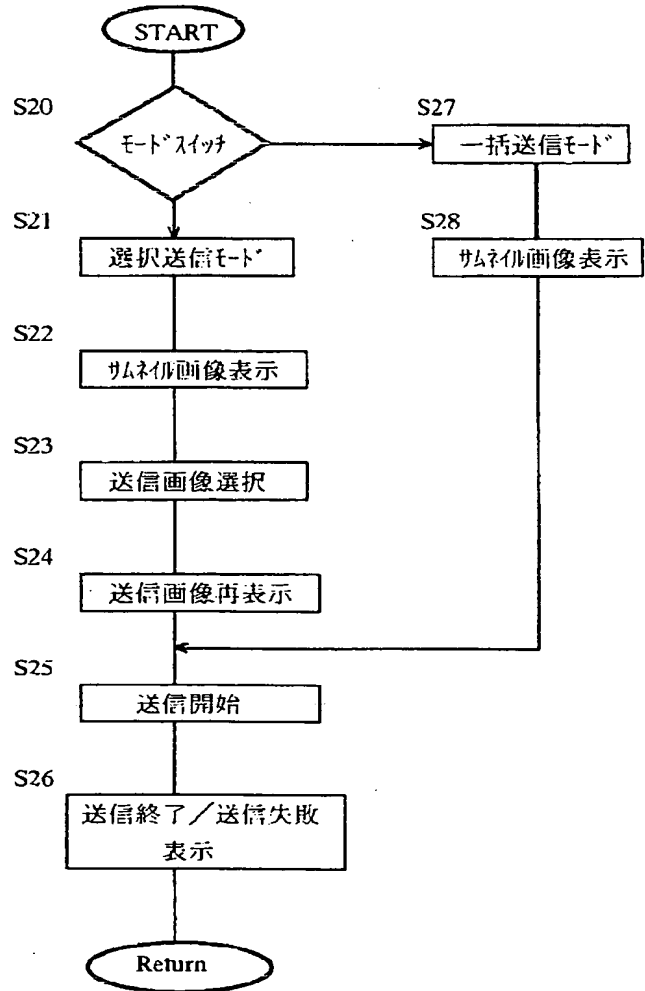 START
S20
モードスイッチ
S27
一括送信モード
S21
選択送信モード
S28
サムネイル画像表示
S22
サムネイル画像表示
S23
送信画像選択
S24
送信画像再表示
S25
送信開始
S26
送信終了/送信失敗
表示
Return